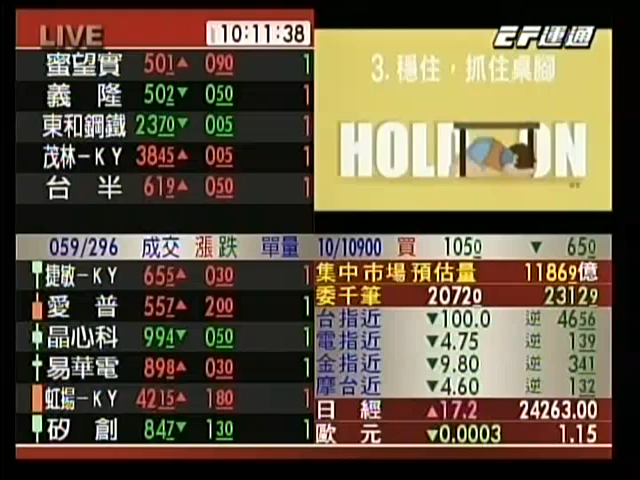 LIVE 10:11:38
蜜望實 501▲ 090 1
義隆 502▼ 050 1
東和鋼鐵 2370▼ 005 1
茂林-KY 3845▲ 005 1
台半 619▲ 050 1
EF運通
3. 穩住，抓住桌腳
HOLD ON
059/296 成交 漲跌 單量
捷敏-KY 655▲ 030 1
愛普 557▲ 200 1
晶心科 994▼ 050 1
易華電 898▲ 030 1
虹揚-KY 4215▲ 180 1
矽創 847▼ 130 1
10/10900 買 1050 ▼ 650
集中市場預估量 11869億
委千筆 20720 23129
台指近 ▼100.0 逆 4656
電指近 ▼4.75 逆 139
金指近 ▼9.80 逆 341
摩台近 ▼4.60 逆 132
日經 ▲17.2 24263.00
歐元 ▼0.0003 1.15